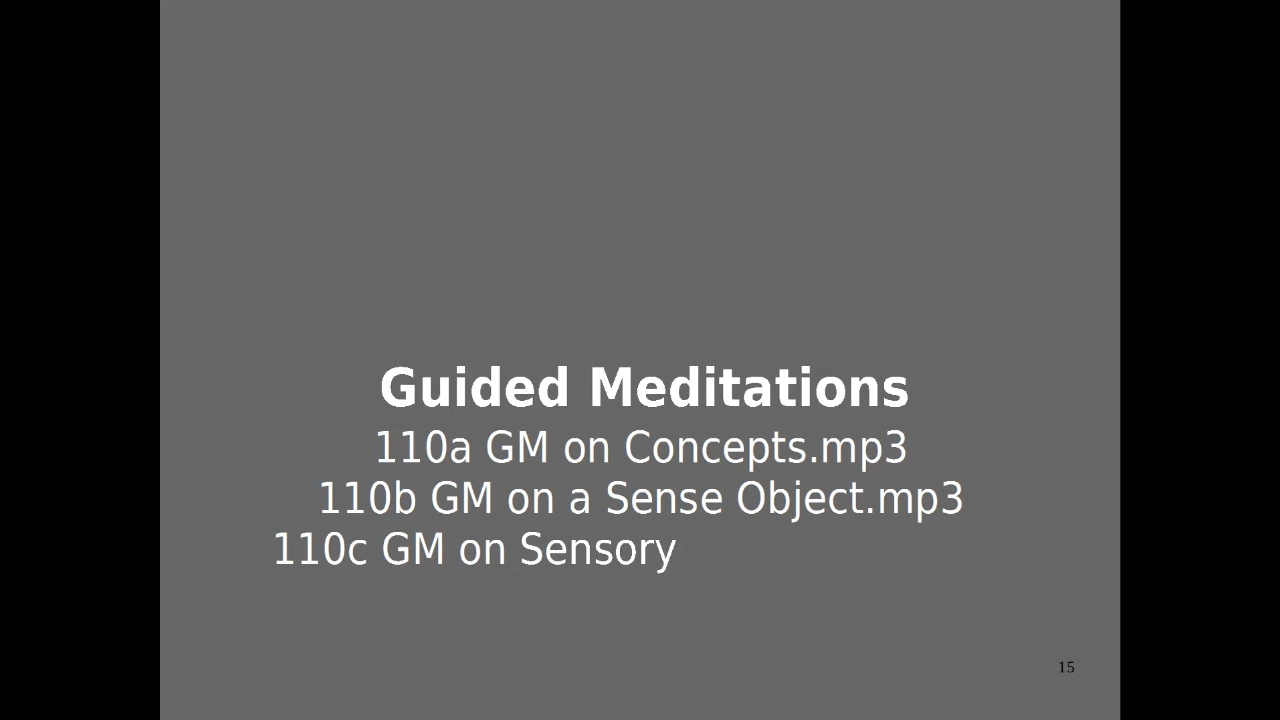 Guided Meditations
110a GM on Concepts.mp3
110b GM on a Sense Object.mp3
110c GM on Sensory
15